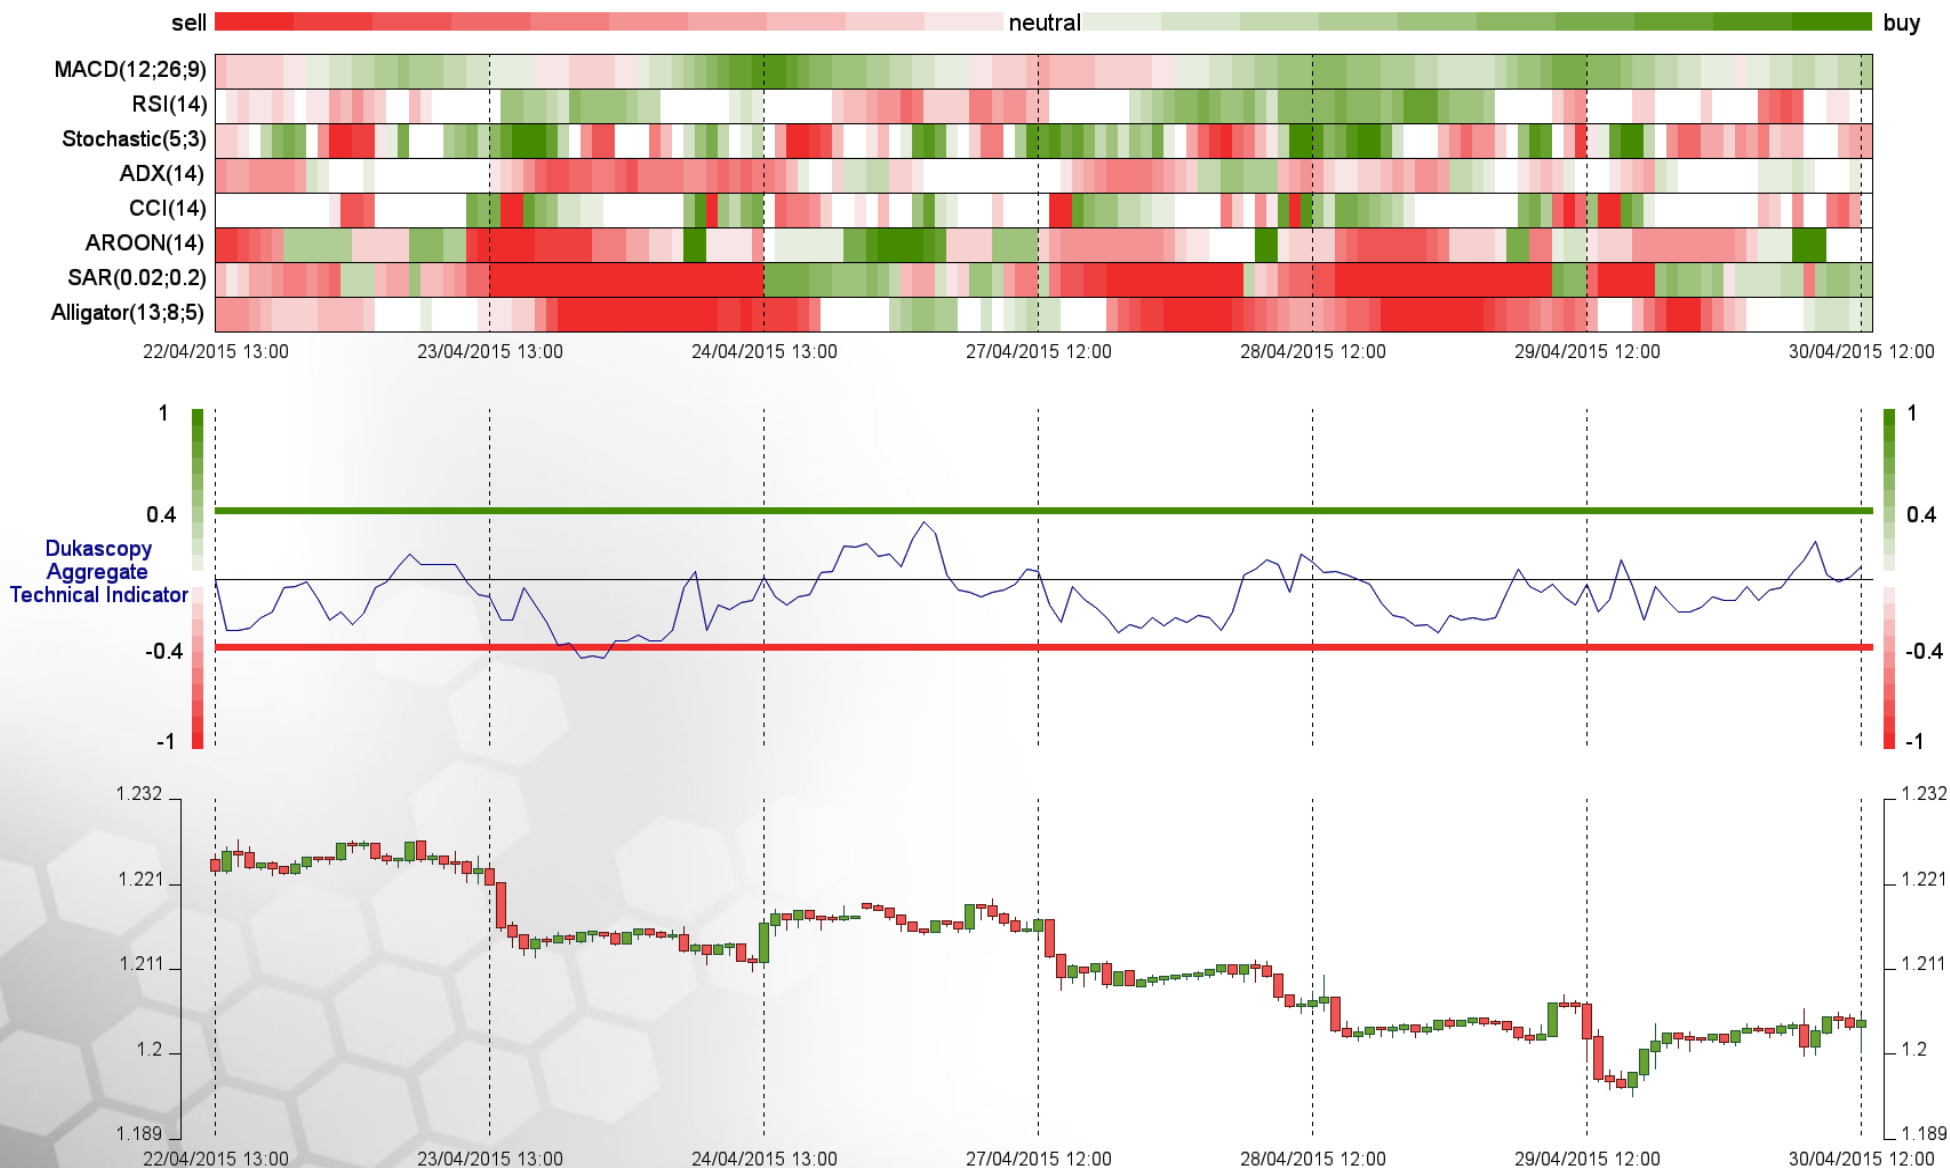 sell neutral buy
MACD(12;26;9)
RSI(14)
Stochastic(5;3)
ADX(14)
CCI(14)
AROON(14)
SAR(0.02;0.2)
Alligator(13;8;5)
22/04/2015 13:00 23/04/2015 13:00 24/04/2015 13:00 27/04/2015 12:00 28/04/2015 12:00 29/04/2015 12:00 30/04/2015 12:00
1 1
0.4 0.4
Dukascopy
Aggregate
Technical Indicator
-0.4 -0.4
-1 -1
1.232 1.232
1.221 1.221
1.211 1.211
1.2 1.2
1.189 1.189
22/04/2015 13:00 23/04/2015 13:00 24/04/2015 13:00 27/04/2015 12:00 28/04/2015 12:00 29/04/2015 12:00 30/04/2015 12:00